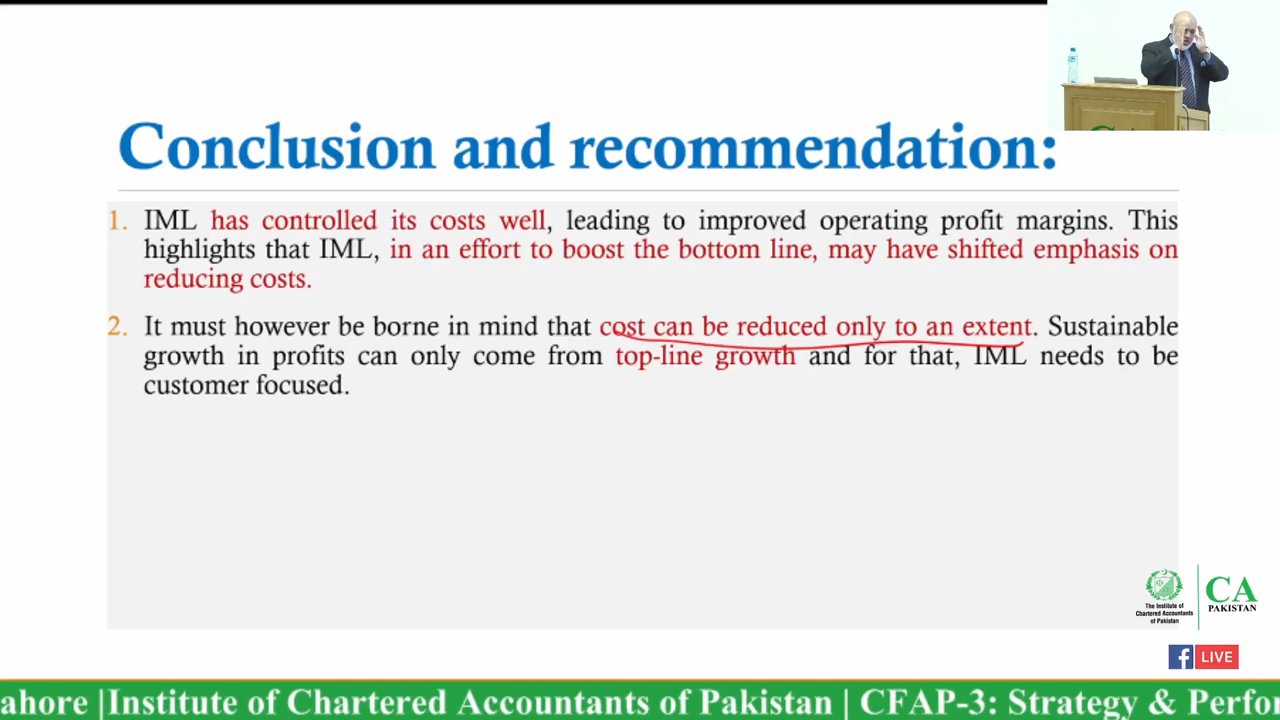 Conclusion and recommendation:
1. IML has controlled its costs well, leading to improved operating profit margins. This
highlights that IML, in an effort to boost the bottom line, may have shifted emphasis on
reducing costs.
2. It must however be borne in mind that cost can be reduced only to an extent. Sustainable
growth in profits can only come from top-line growth and for that, IML needs to be
customer focused.
The Institute of
Chartered Accountants
of Pakistan
CA
PAKISTAN
f LIVE
ahore |Institute of Chartered Accountants of Pakistan | CFAP-3: Strategy & Perfor